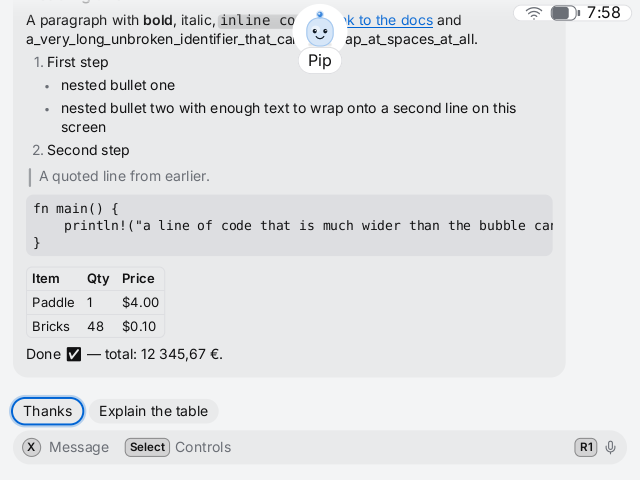 7:58
A paragraph with bold, italic, inline co k to the docs and
a_very_long_unbroken_identifier_that_ca ap_at_spaces_at_all.
Pip
1. First step
• nested bullet one
• nested bullet two with enough text to wrap onto a second line on this
screen
2. Second step
A quoted line from earlier.
fn main() {
    println!("a line of code that is much wider than the bubble car
}
Item Qty Price
Paddle 1 $4.00
Bricks 48 $0.10
Done ☑ — total: 12 345,67 €.
Thanks Explain the table
X Message Select Controls R1